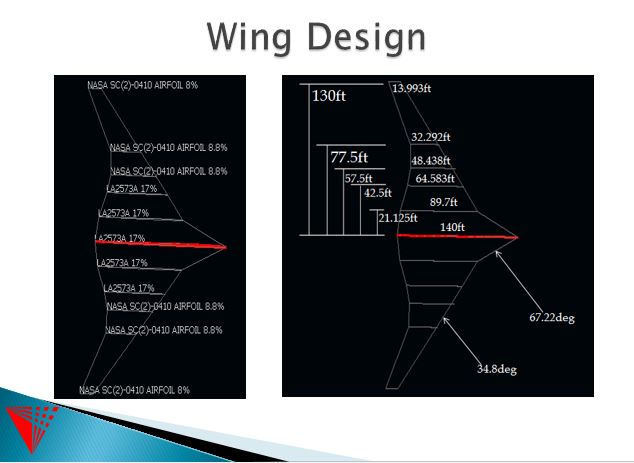 Wing Design
NASA SC(2)-0410 AIRFOIL 8%
NASA SC(2)-0410 AIRFOIL 8.8%
NASA SC(2)-0410 AIRFOIL 8.8%
LA2573A 17%
LA2573A 17%
LA2573A 17%
LA2573A 17%
LA2573A 17%
NASA SC(2)-0410 AIRFOIL 8.8%
NASA SC(2)-0410 AIRFOIL 8.8%
NASA SC(2)-0410 AIRFOIL 8%
130ft
13.993ft
32.292ft
77.5ft
48.438ft
57.5ft
64.583ft
42.5ft
89.7ft
21.125ft
140ft
67.22deg
34.8deg